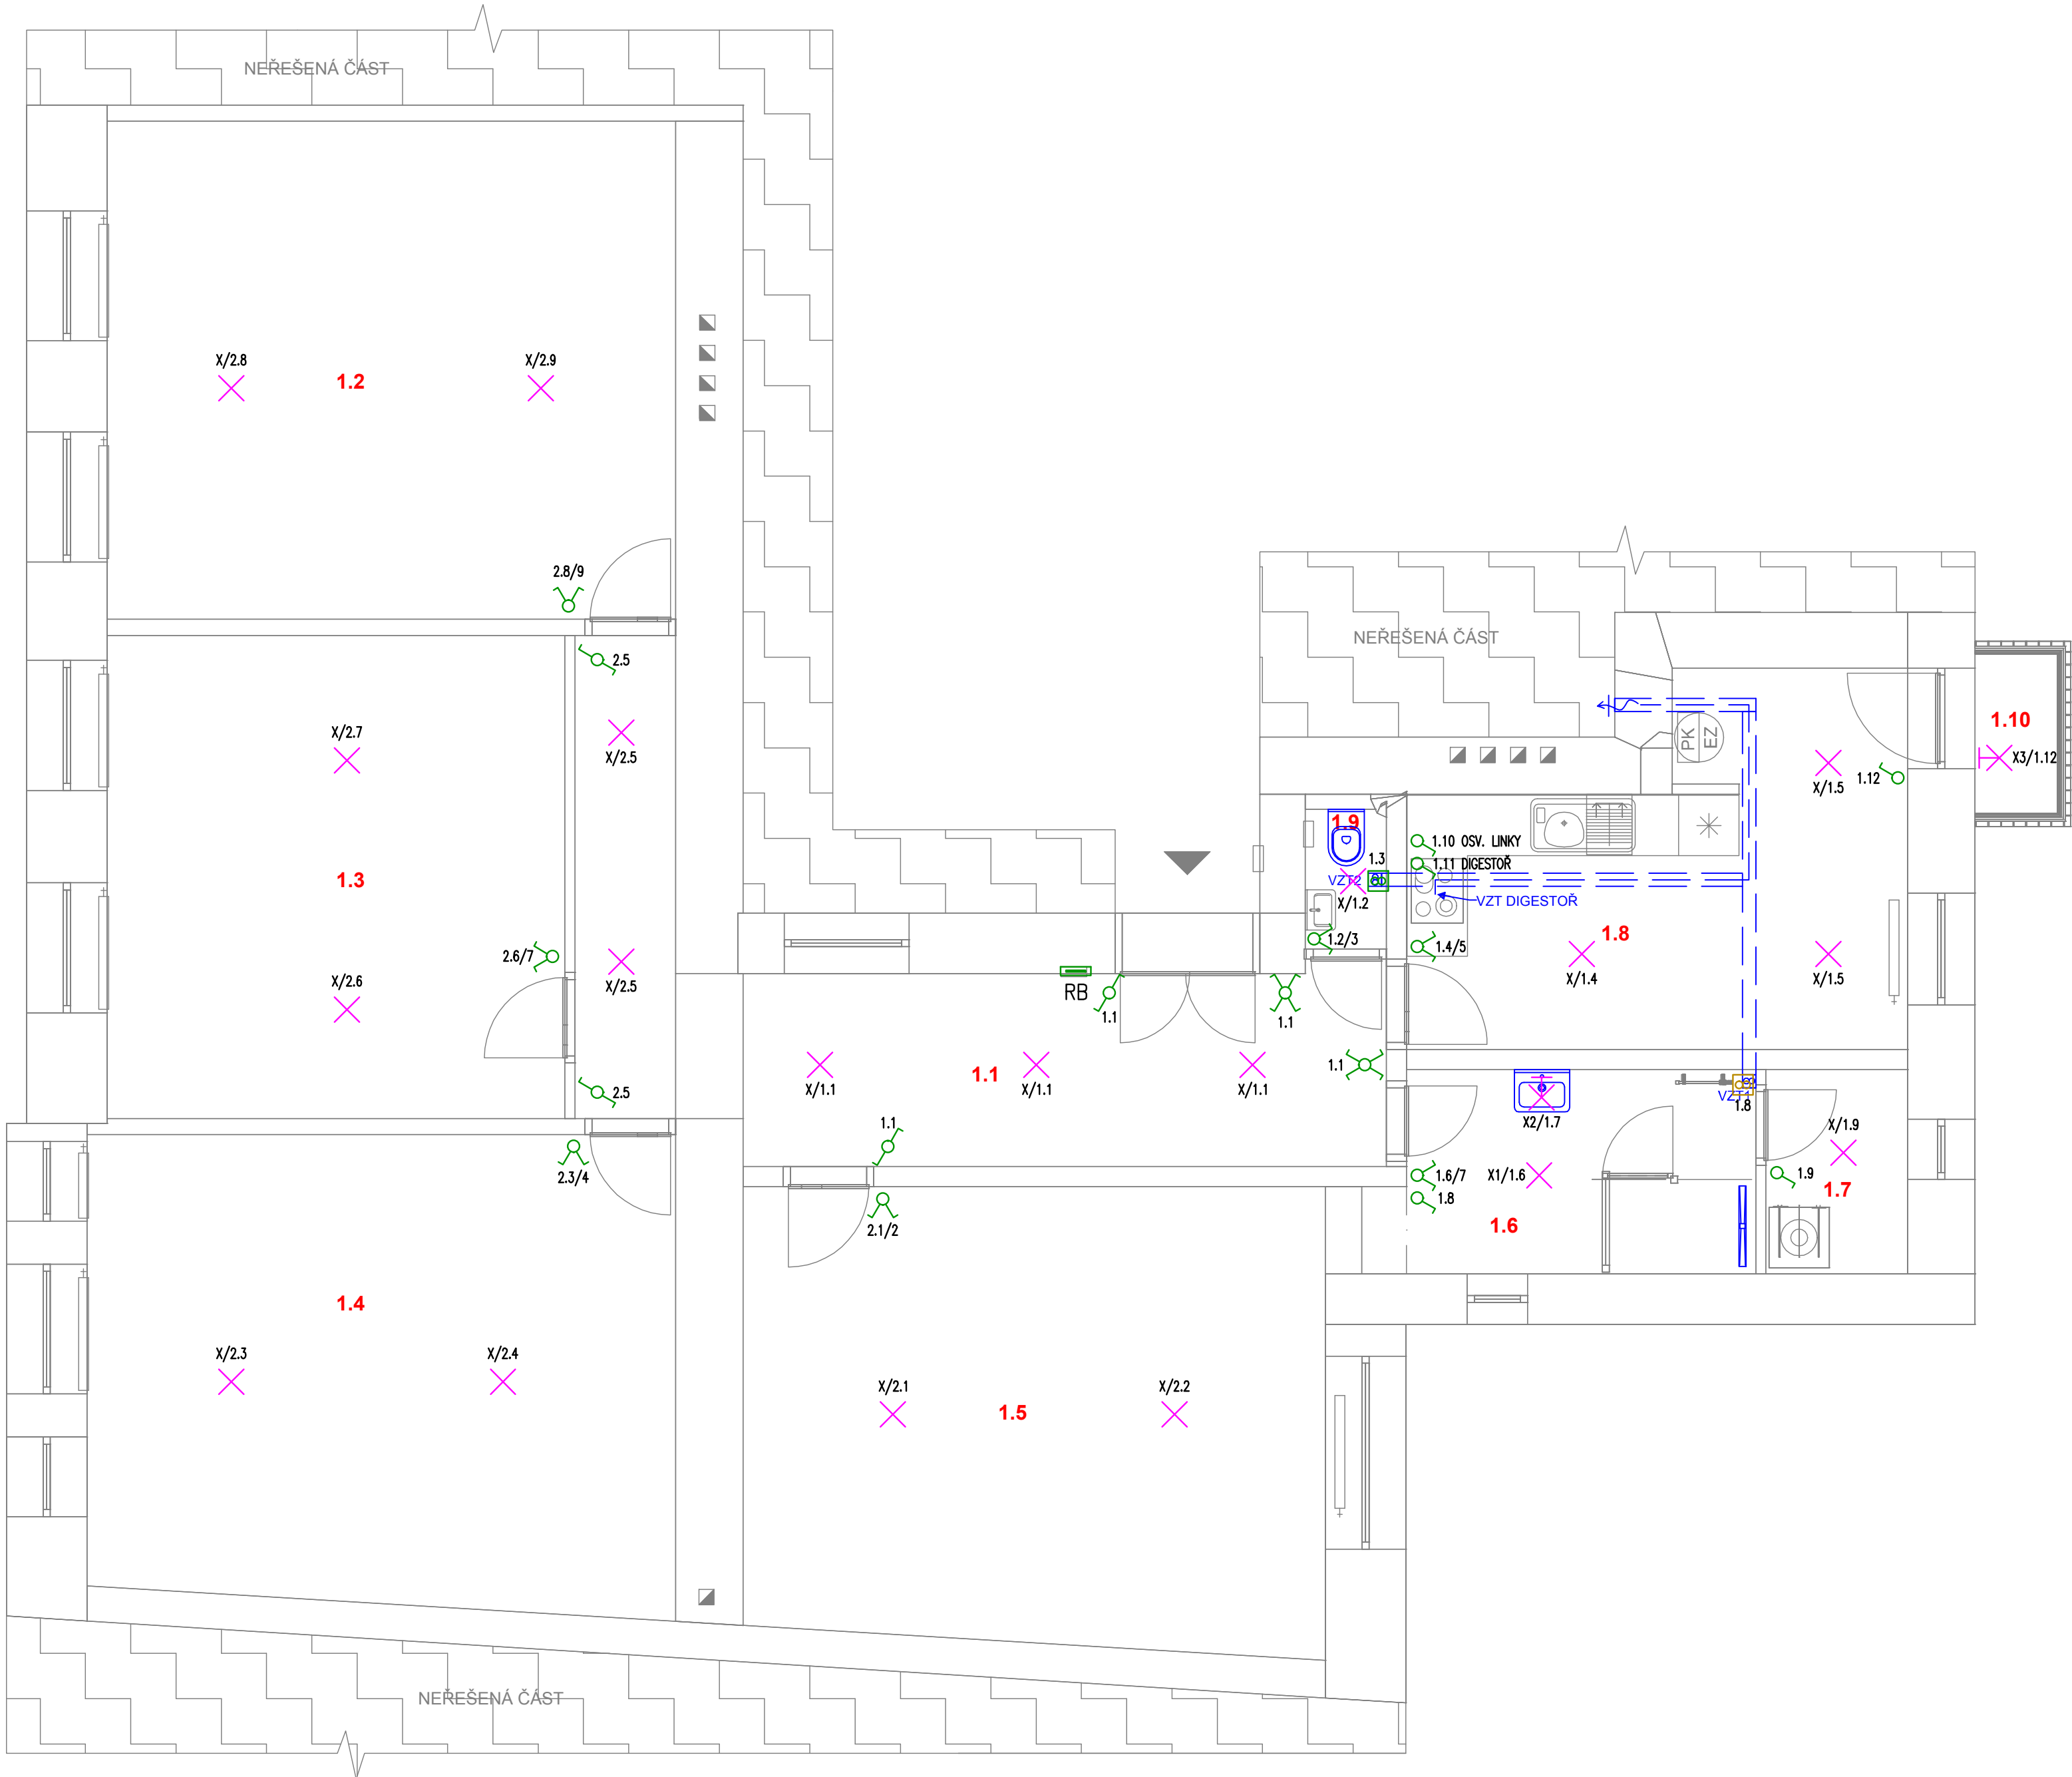 NEŘEŠENÁ ČÁST
X/2.8
X/2.9
1.2
2.8/9
NEŘEŠENÁ ČÁST
2.5
X/2.7
X/2.5
PK
EZ
1.10
X3/1.12
X/1.5
1.12
1.9
1.10 OSV. LINKY
1.3
1.11 DIGESTOŘ
1.3
VZT2
X/1.2
VZT DIGESTOŘ
1.2/3
1.4/5
1.8
2.6/7
X/2.6
X/2.5
X/1.4
X/1.5
RB
1.1
1.1
1.1
1.1
X/1.1
X/1.1
X/1.1
2.5
VZT1
1.8
X2/1.7
1.1
X/1.9
2.3/4
1.6/7
X1/1.6
1.9
1.8
1.7
2.1/2
1.6
1.4
X/2.3
X/2.4
X/2.1
X/2.2
1.5
NEŘEŠENÁ ČÁST